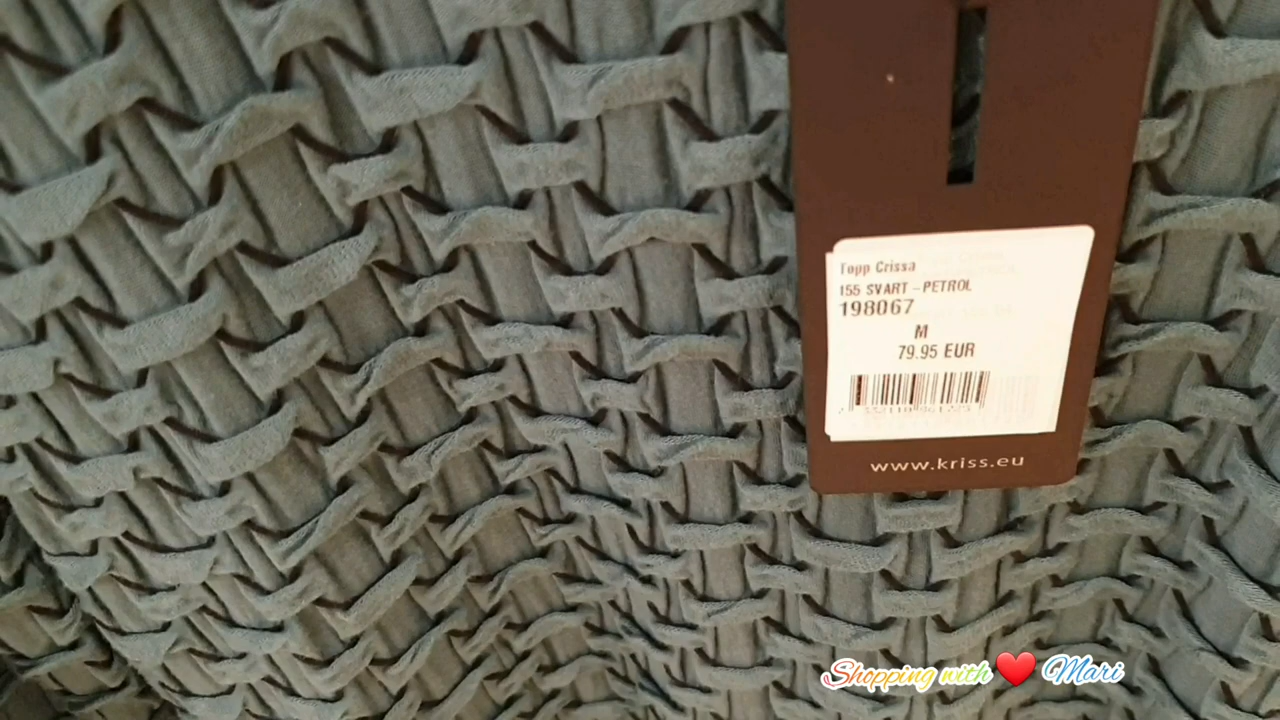 Topp Crissa
155 SVART - PETROL
198067
M
79.95 EUR
www.kriss.eu
Shopping with ❤️ Mari